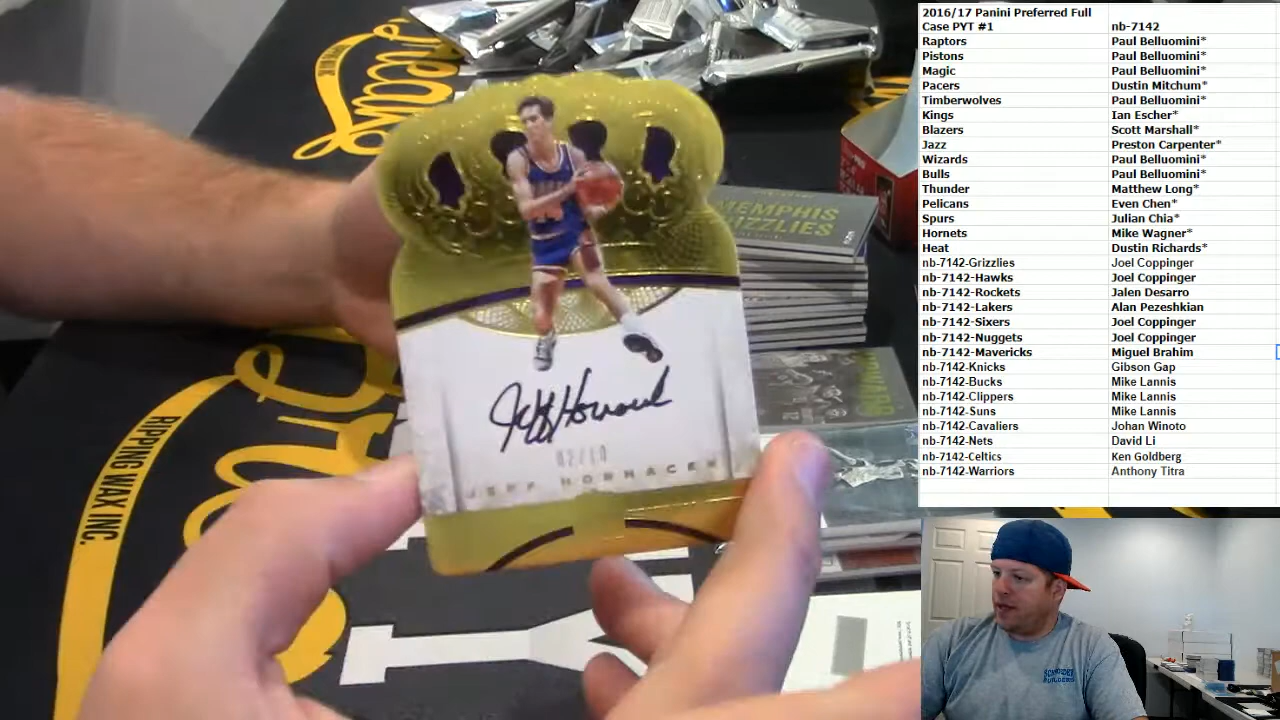 RIPPING WAX INC.
RIPPING WAX INC.
MEMPHIS
GRIZZLIES
Jeff Hornacek
02/10
JEFF HORNACEK
2016/17 Panini Preferred Full
Case PYT #1 nb-7142
Raptors Paul Belluomini*
Pistons Paul Belluomini*
Magic Paul Belluomini*
Pacers Dustin Mitchum*
Timberwolves Paul Belluomini*
Kings Ian Escher*
Blazers Scott Marshall*
Jazz Preston Carpenter*
Wizards Paul Belluomini*
Bulls Paul Belluomini*
Thunder Matthew Long*
Pelicans Even Chen*
Spurs Julian Chia*
Hornets Mike Wagner*
Heat Dustin Richards*
nb-7142-Grizzlies Joel Coppinger
nb-7142-Hawks Joel Coppinger
nb-7142-Rockets Jalen Desarro
nb-7142-Lakers Alan Pezeshkian
nb-7142-Sixers Joel Coppinger
nb-7142-Nuggets Joel Coppinger
nb-7142-Mavericks Miguel Brahim
nb-7142-Knicks Gibson Gap
nb-7142-Bucks Mike Lannis
nb-7142-Clippers Mike Lannis
nb-7142-Suns Mike Lannis
nb-7142-Cavaliers Johan Winoto
nb-7142-Nets David Li
nb-7142-Celtics Ken Goldberg
nb-7142-Warriors Anthony Titra